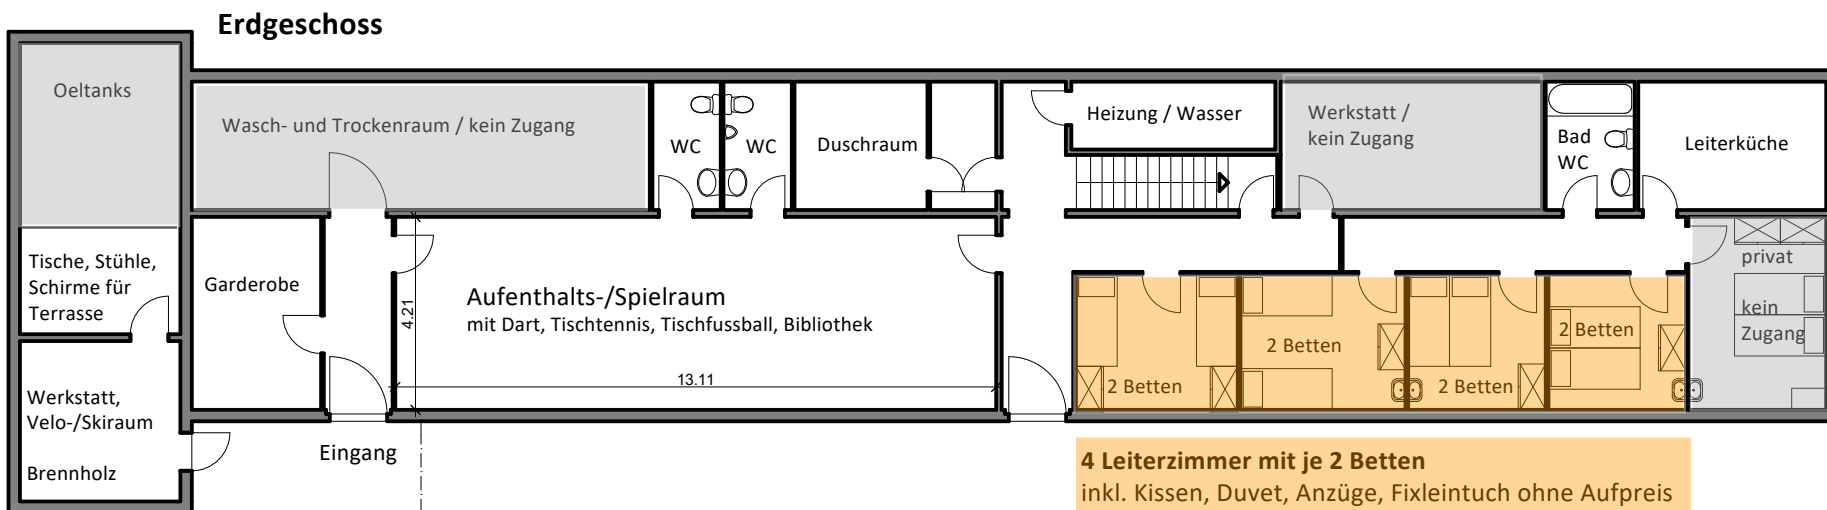 Erdgeschoss
Oeltanks
Wasch- und Trockenraum / kein Zugang
WC
WC
Duschraum
Heizung / Wasser
Werkstatt /
kein Zugang
Bad
WC
Leiterküche
Tische, Stühle,
Schirme für
Terrasse
Garderobe
4.21
Aufenthalts-/Spielraum
mit Dart, Tischtennis, Tischfussball, Bibliothek
13.11
2 Betten
2 Betten
2 Betten
2 Betten
privat
kein
Zugang
Werkstatt,
Velo-/Skiraum
Brennholz
Eingang
4 Leiterzimmer mit je 2 Betten
inkl. Kissen, Duvet, Anzüge, Fixleintuch ohne Aufpreis